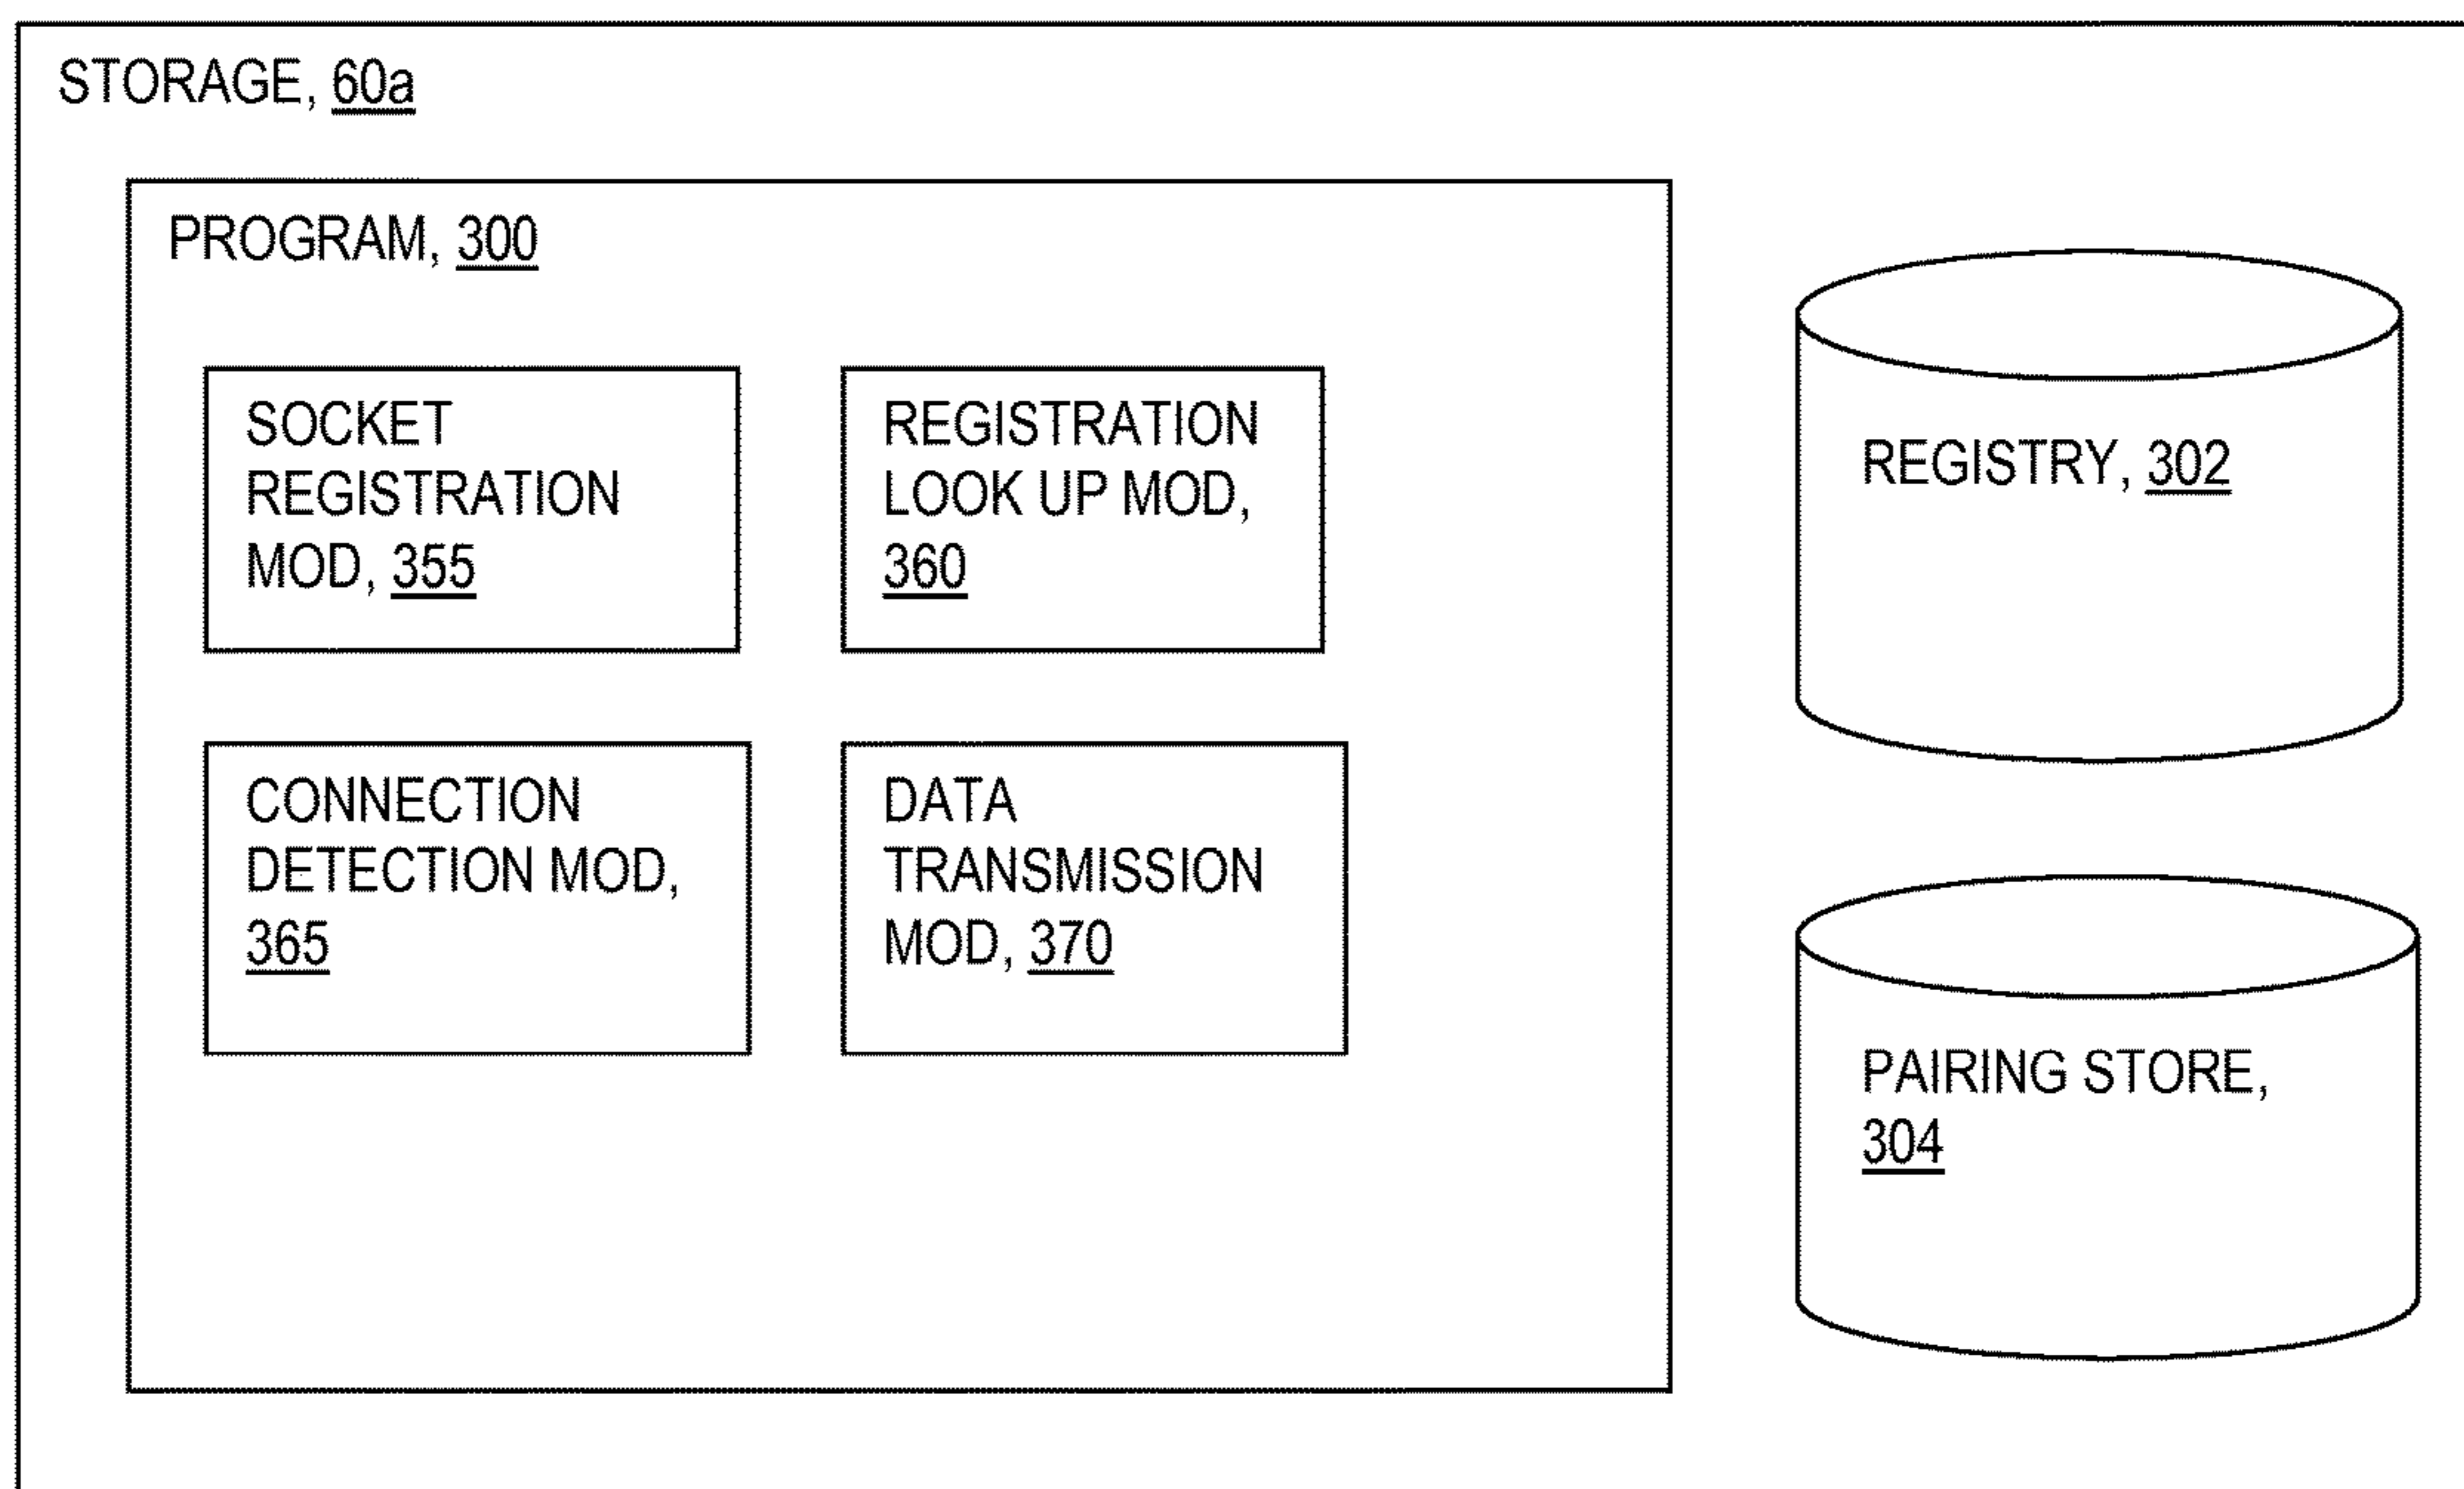 STORAGE, 60a
PROGRAM, 300
SOCKET
REGISTRATION
MOD, 355
REGISTRATION
LOOK UP MOD,
360
CONNECTION
DETECTION MOD,
365
DATA
TRANSMISSION
MOD, 370
REGISTRY, 302
PAIRING STORE,
304